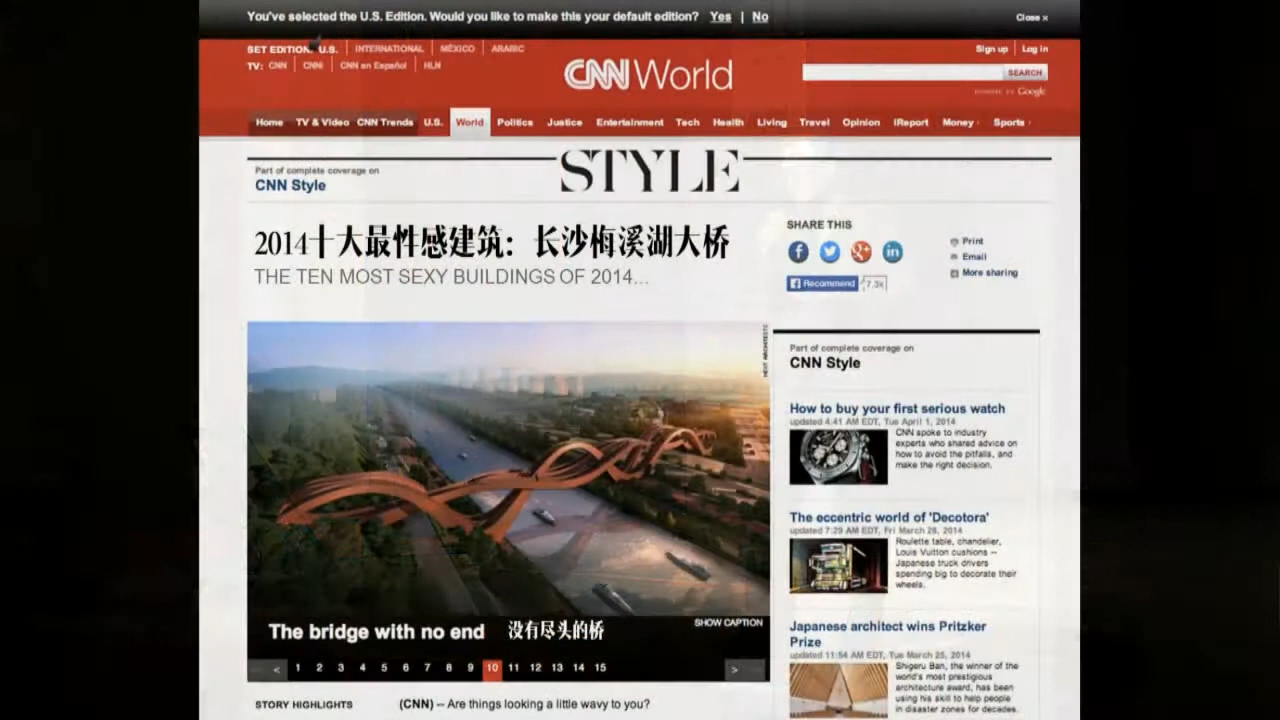 You've selected the U.S. Edition. Would you like to make this your default edition? Yes | No
Close ×
SET EDITION: U.S. | INTERNATIONAL | MÉXICO | ARABIC
Sign up | Log in
TV: CNN | CNNi | CNN en Español | HLN
CNN World
SEARCH
POWERED BY Google
Home TV & Video CNN Trends U.S. World Politics Justice Entertainment Tech Health Living Travel Opinion iReport Money Sports
STYLE
Part of complete coverage on
CNN Style
2014十大最性感建筑：长沙梅溪湖大桥
THE TEN MOST SEXY BUILDINGS OF 2014...
SHARE THIS
Print
Email
More sharing
Recommend 7.3k
NEXT ARCHITECTS
The bridge with no end 没有尽头的桥
SHOW CAPTION
< 1 2 3 4 5 6 7 8 9 10 11 12 13 14 15 >
STORY HIGHLIGHTS
(CNN) -- Are things looking a little wavy to you?
Part of complete coverage on
CNN Style
How to buy your first serious watch
updated 4:41 AM EDT, Tue April 1, 2014
CNN spoke to industry
experts who shared advice on
how to avoid the pitfalls, and
make the right decision.
The eccentric world of 'Decotora'
updated 7:29 AM EDT, Fri March 28, 2014
Roulette table, chandelier,
Louis Vuitton cushions --
Japanese truck drivers
spending big to decorate their
wheels.
Japanese architect wins Pritzker
Prize
updated 11:54 AM EDT, Tue March 25, 2014
Shigeru Ban, the winner of the
world's most prestigious
architecture award, has been
using his skill to help people
in disaster zones for decades.